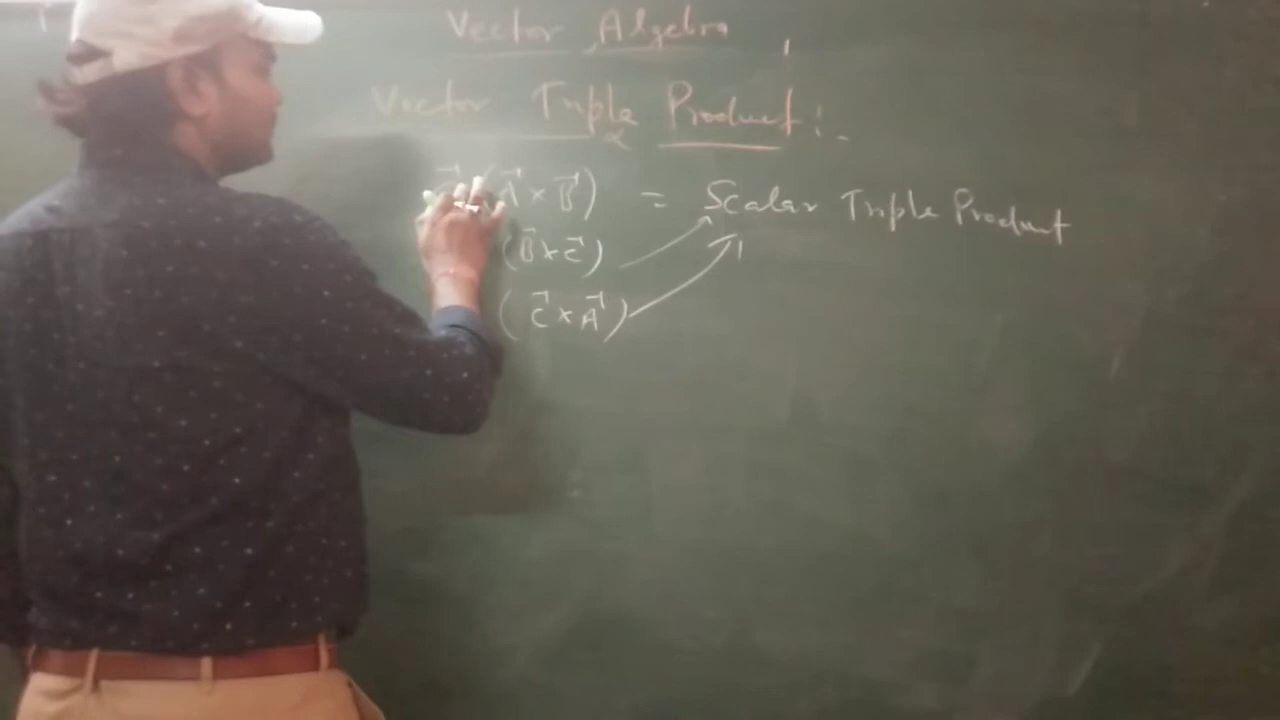 Vector Algebra
Vector Triple Product :-
(A⃗ × B⃗) = Scalar Triple Product
(B⃗ × C⃗)
(C⃗ × A⃗)